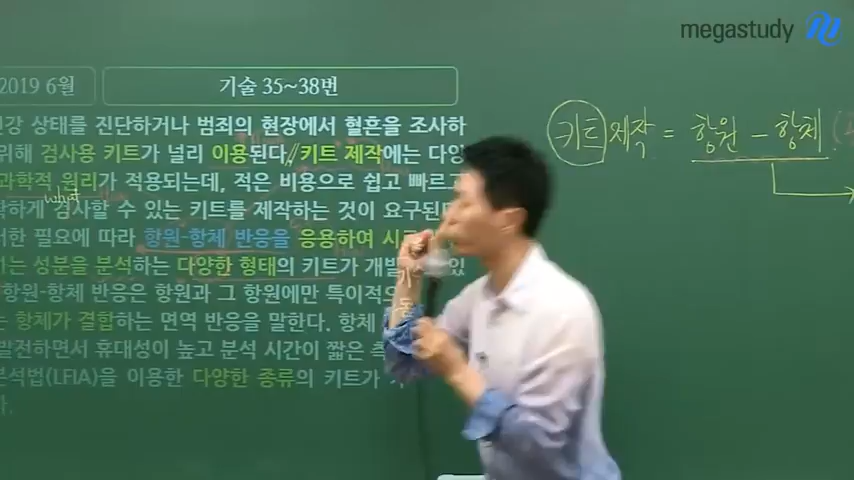 megastudy
2019 6월
기술 35~38번
키트 제작 = 항원 - 항체
건강 상태를 진단하거나 범죄의 현장에서 혈흔을 조사하
위해 검사용 키트가 널리 이용된다. 키트 제작에는 다양
과학적 원리가 적용되는데, 적은 비용으로 쉽고 빠르고
what
하게 검사할 수 있는 키트를 제작하는 것이 요구된
러한 필요에 따라 항원-항체 반응을 응용하여 시
하는 성분을 분석하는 다양한 형태의 키트가 개발 있
항원-항체 반응은 항원과 그 항원에만 특이적
는 항체가 결합하는 면역 반응을 말한다. 항체
발전하면서 휴대성이 높고 분석 시간이 짧은
분석법(LFIA)을 이용한 다양한 종류의 키트가
다.